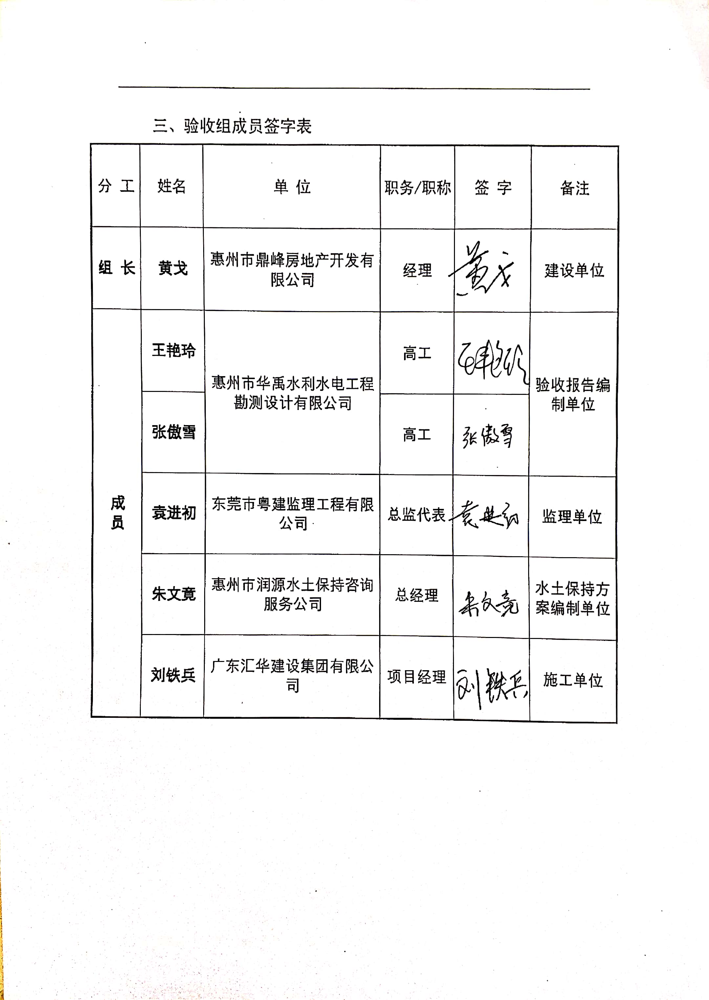 三、验收组成员签字表
分 工 姓名 单 位 职务/职称 签 字 备注
组 长 黄戈 惠州市鼎峰房地产开发有
限公司 经理 黄戈 建设单位
成
员
王艳玲 惠州市华禹水利水电工程
勘测设计有限公司 高工 王艳玲 验收报告编
制单位
张傲雪 高工 张傲雪
袁进初 东莞市粤建监理工程有限
公司 总监代表 袁进初 监理单位
朱文竟 惠州市润源水土保持咨询
服务公司 总经理 朱文竟 水土保持方
案编制单位
刘铁兵 广东汇华建设集团有限公
司 项目经理 刘铁兵 施工单位